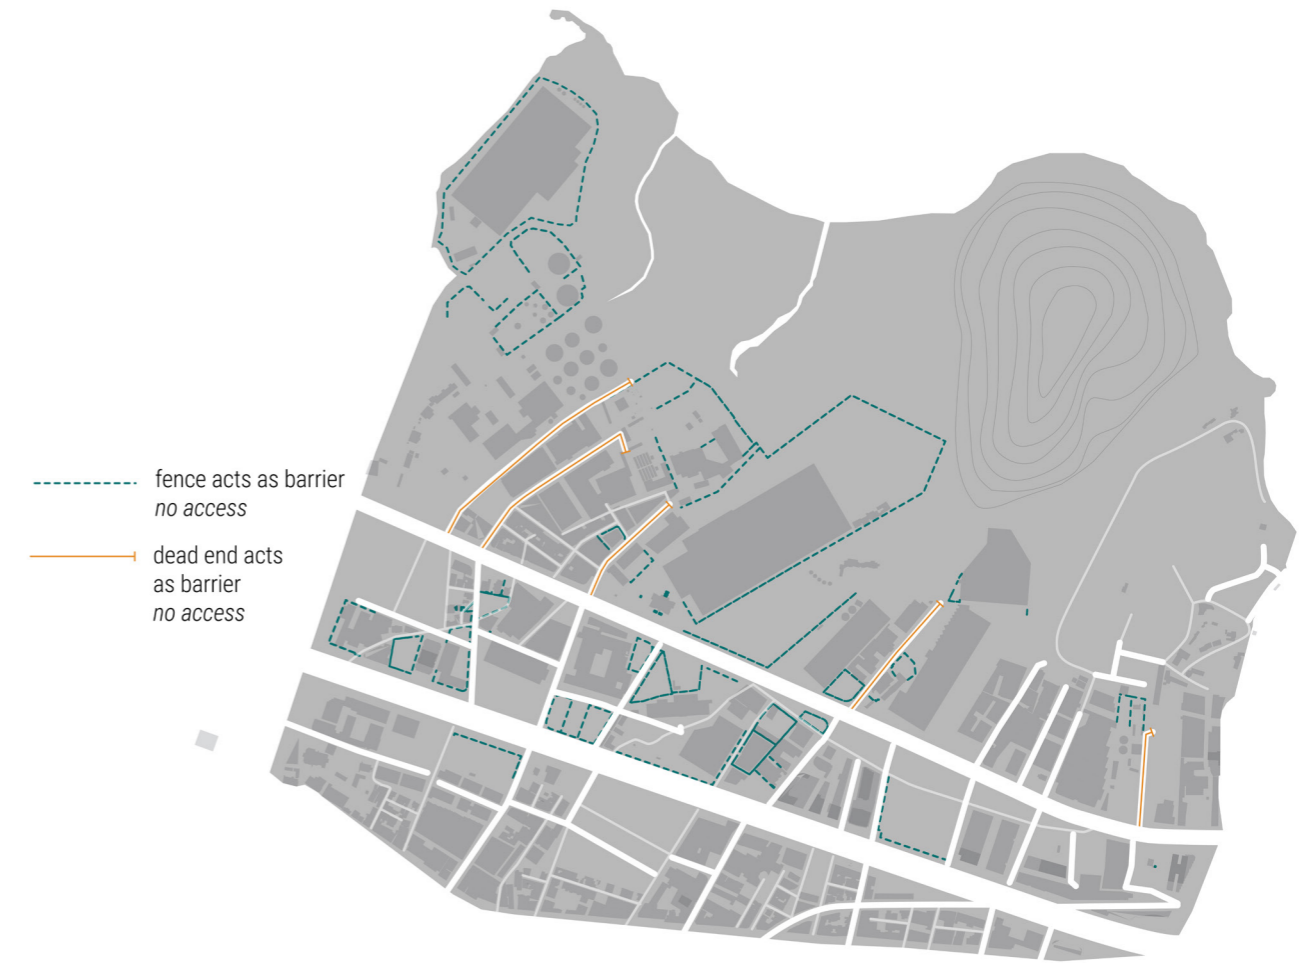 fence acts as barrier
no access
dead end acts
as barrier
no access